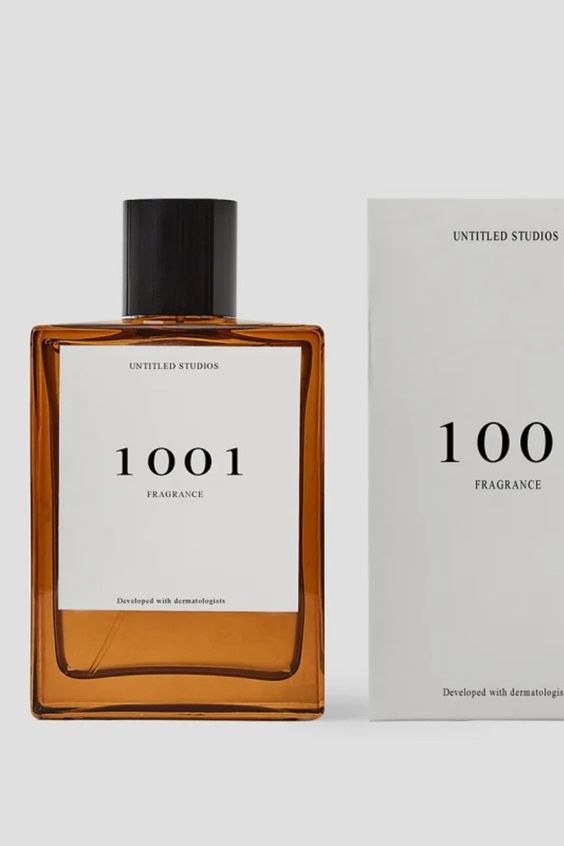 UNTITLED STUDIOS
1001
FRAGRANCE
Developed with dermatologists
UNTITLED STUDIOS
100
FRAGRANCE
Developed with dermatologis